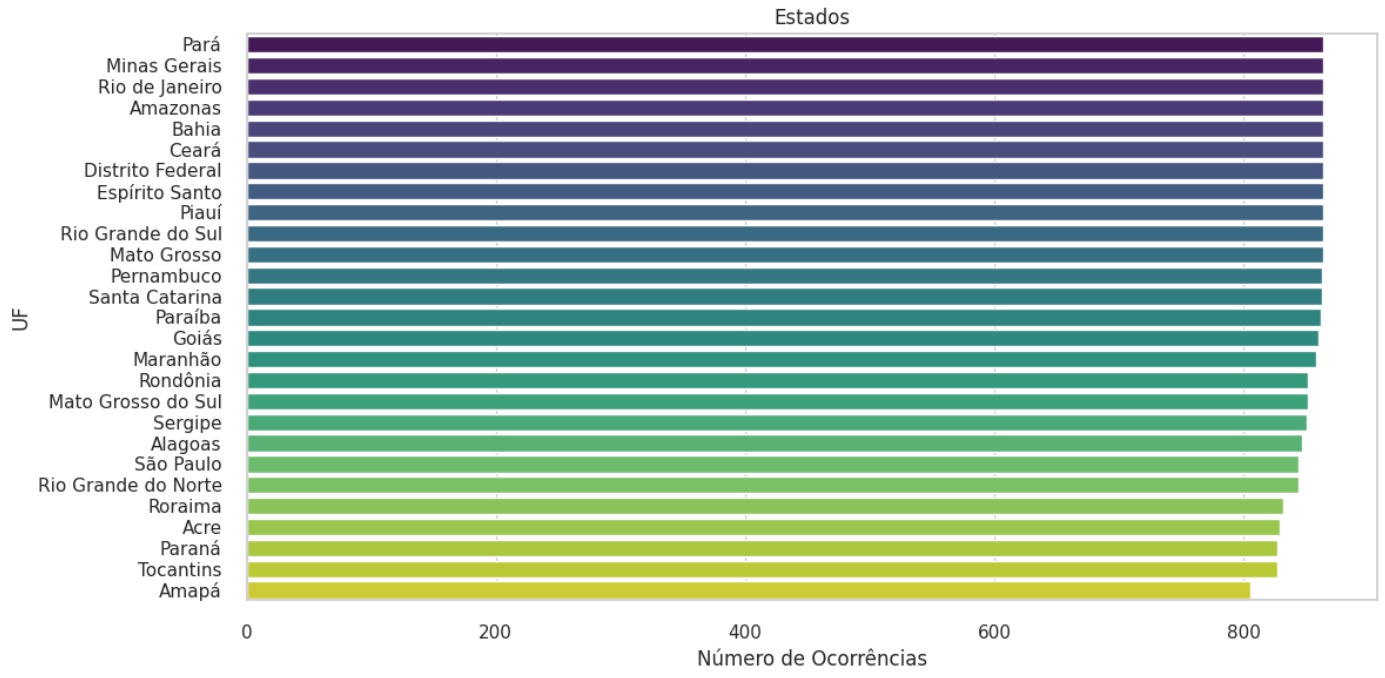 Estados
Pará
Minas Gerais
Rio de Janeiro
Amazonas
Bahia
Ceará
Distrito Federal
Espírito Santo
Piauí
Rio Grande do Sul
Mato Grosso
Pernambuco
Santa Catarina
Paraíba
Goiás
Maranhão
Rondônia
Mato Grosso do Sul
Sergipe
Alagoas
São Paulo
Rio Grande do Norte
Roraima
Acre
Paraná
Tocantins
Amapá
UF
0 200 400 600 800
Número de Ocorrências